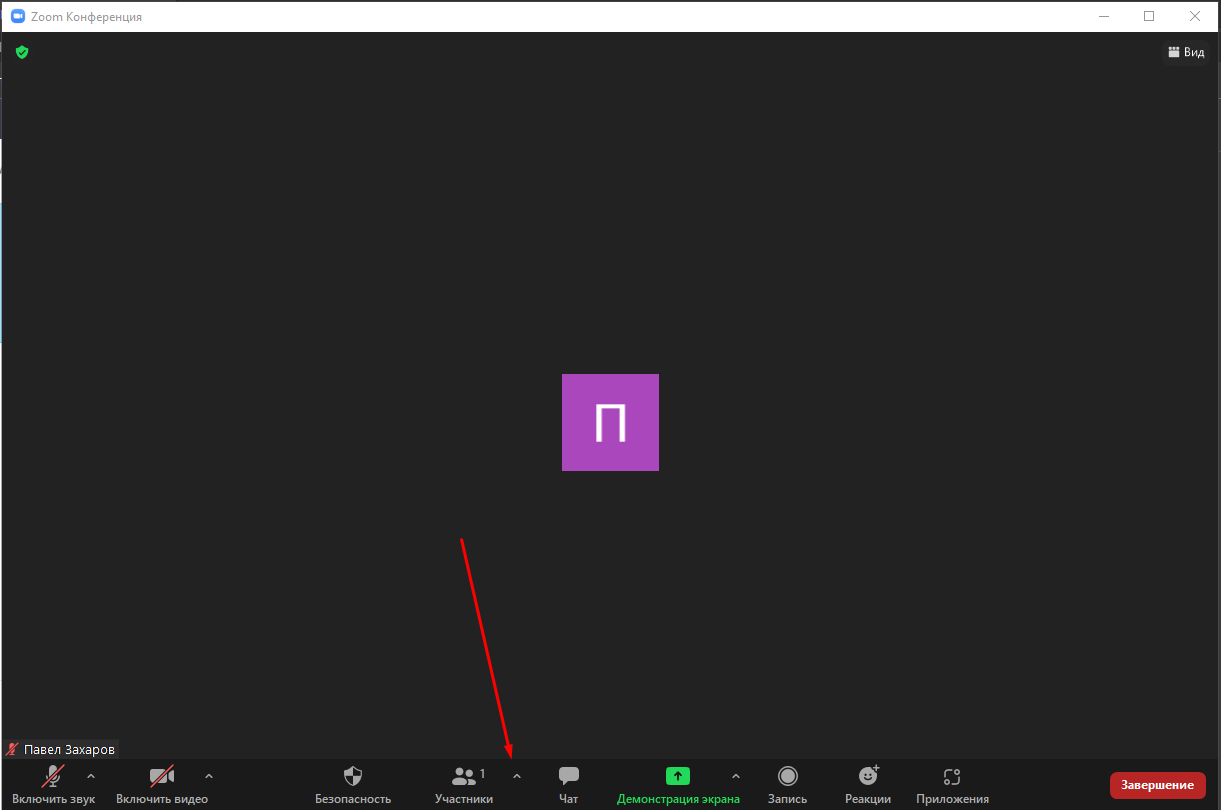 Zoom Конференция
Вид
П
Павел Захаров
1
Включить звук
Включить видео
Безопасность
Участники
Чат
Демонстрация экрана
Запись
Реакции
Приложения
Завершение